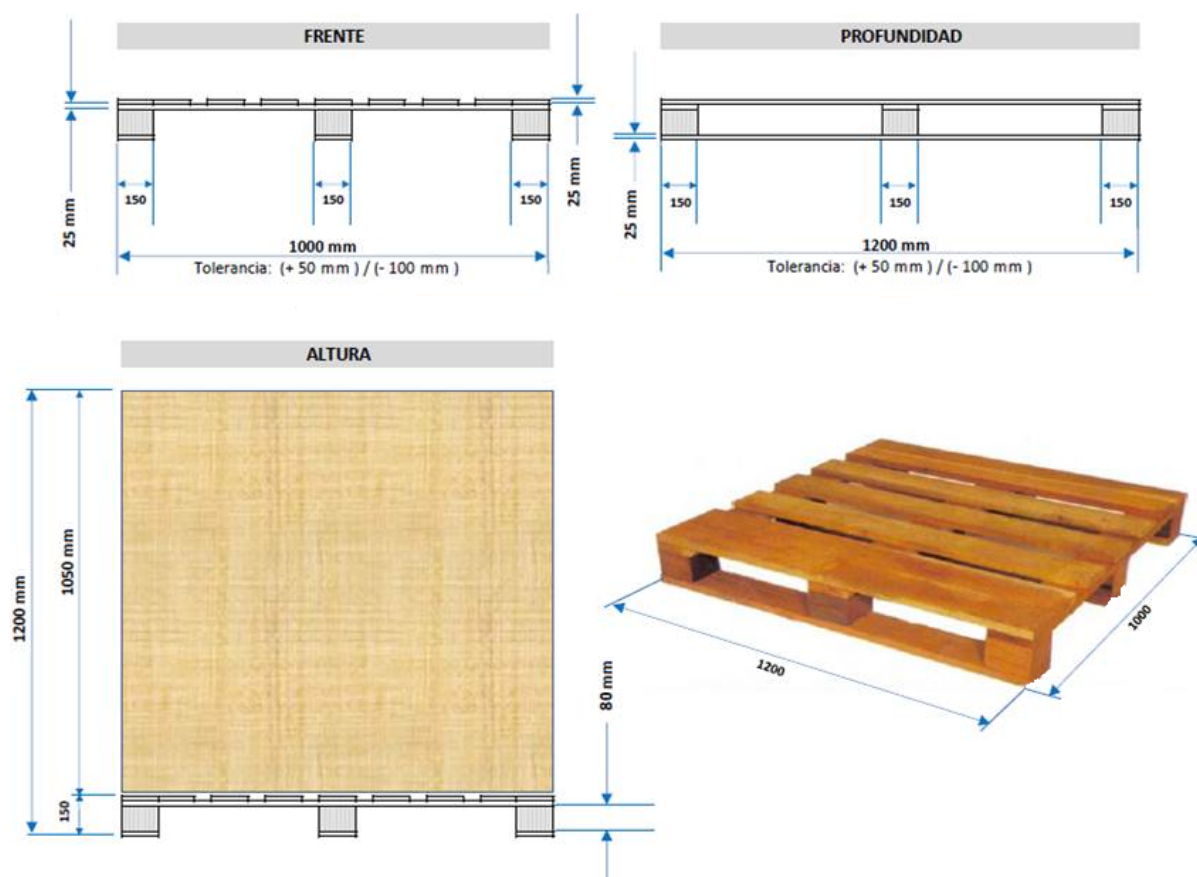 FRENTE
PROFUNDIDAD
25 mm
150
150
150
25 mm
1000 mm
Tolerancia: (+ 50 mm ) / (- 100 mm )
25 mm
150
150
150
1200 mm
Tolerancia: (+ 50 mm ) / (- 100 mm )
ALTURA
1200 mm
1050 mm
150
80 mm
1200
1000